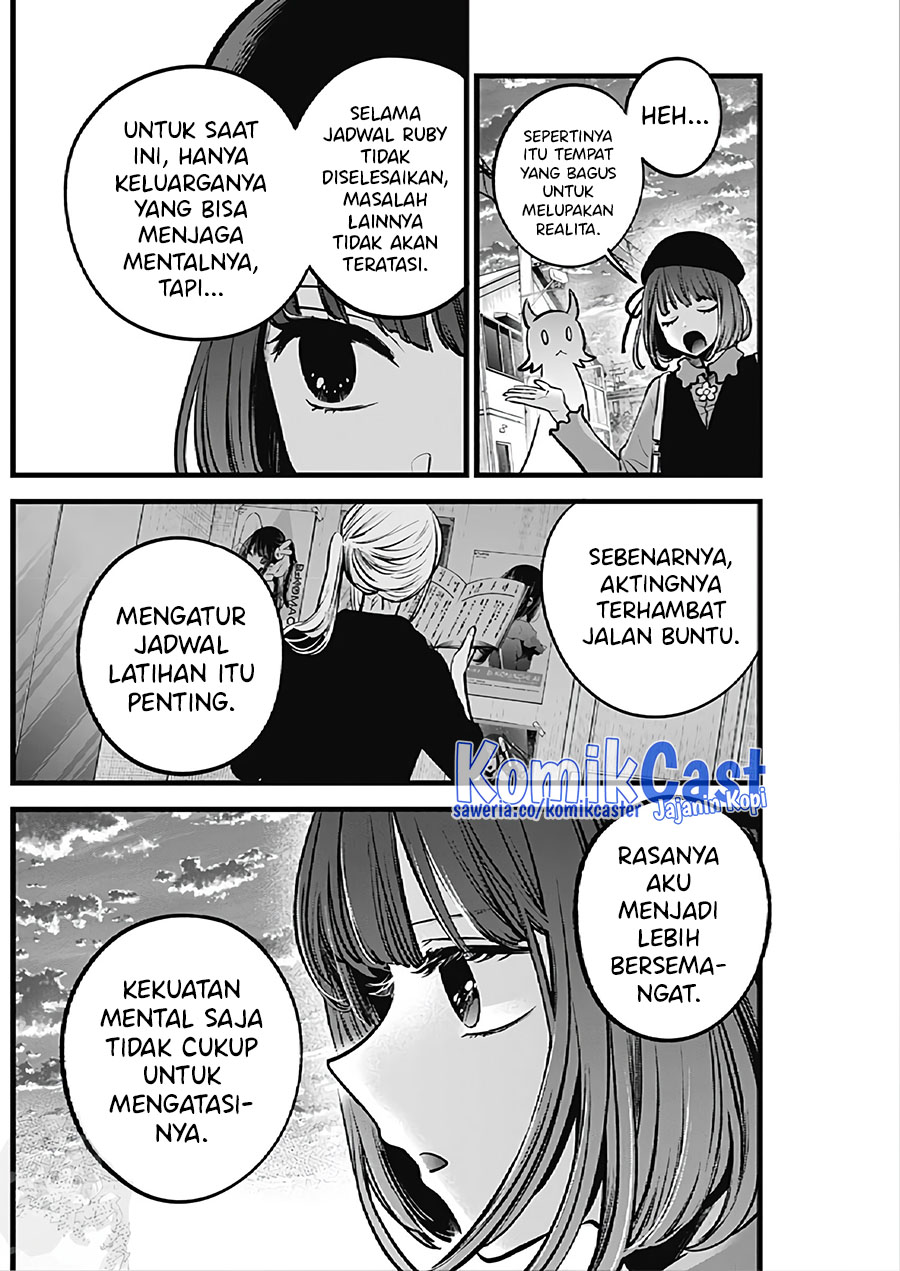 HEH...
SEPERTINYA
ITU TEMPAT
YANG BAGUS
UNTUK
MELUPAKAN
REALITA.
SELAMA
JADWAL RUBY
TIDAK
DISELESAIKAN,
MASALAH
LAINNYA
TIDAK AKAN
TERATASI.
UNTUK SAAT
INI, HANYA
KELUARGANYA
YANG BISA
MENJAGA
MENTALNYA,
TAPI...
SEBENARNYA,
AKTINGNYA
TERHAMBAT
JALAN BUNTU.
MENGATUR
JADWAL
LATIHAN ITU
PENTING.
KomikCast
saweria.co/komikcaster
Jajanin Kopi
RASANYA
AKU
MENJADI
LEBIH
BERSEMA-
NGAT.
KEKUATAN
MENTAL SAJA
TIDAK CUKUP
UNTUK
MENGATASI-
NYA.